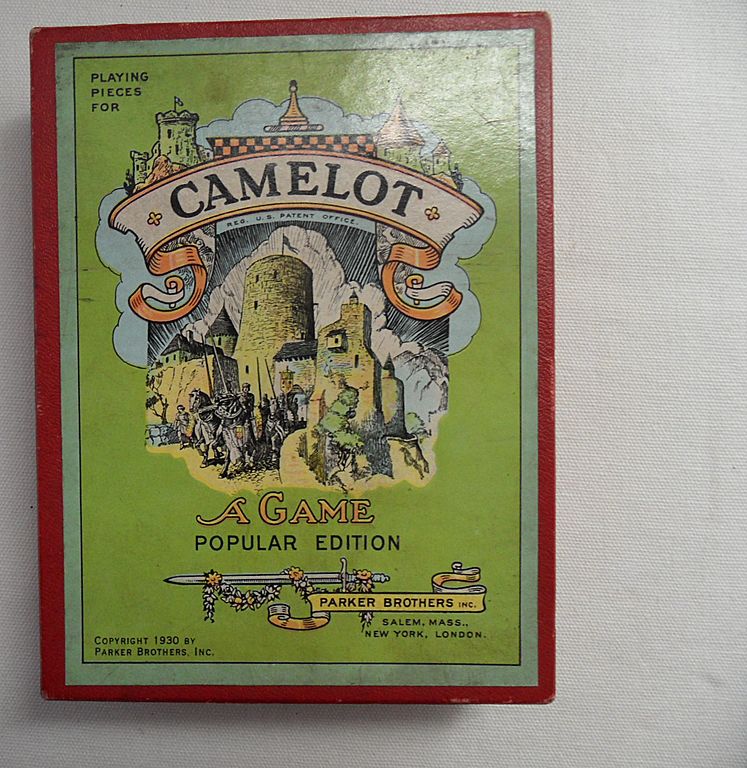 PLAYING
PIECES
FOR
CAMELOT
REG. U.S. PATENT OFFICE.
A GAME
POPULAR EDITION
PARKER BROTHERS INC.
SALEM, MASS.,
NEW YORK, LONDON.
COPYRIGHT 1930 BY
PARKER BROTHERS, INC.